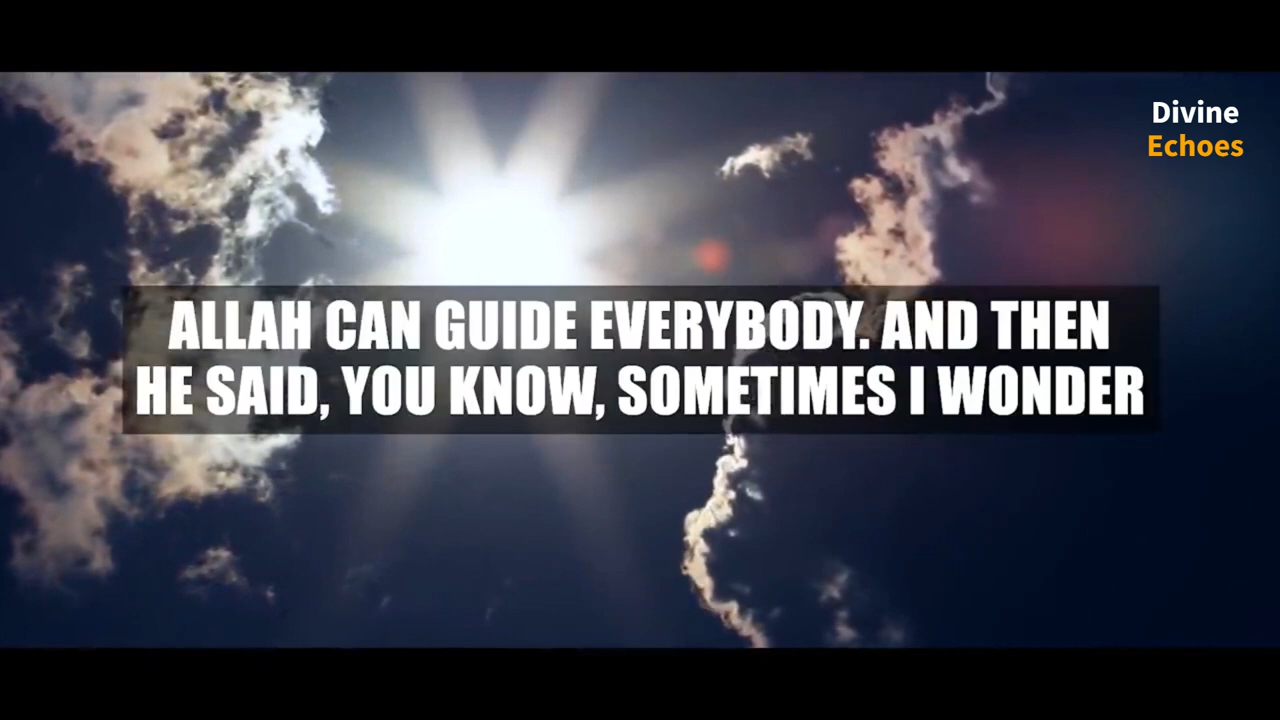 Divine
Echoes
ALLAH CAN GUIDE EVERYBODY. AND THEN
HE SAID, YOU KNOW, SOMETIMES I WONDER